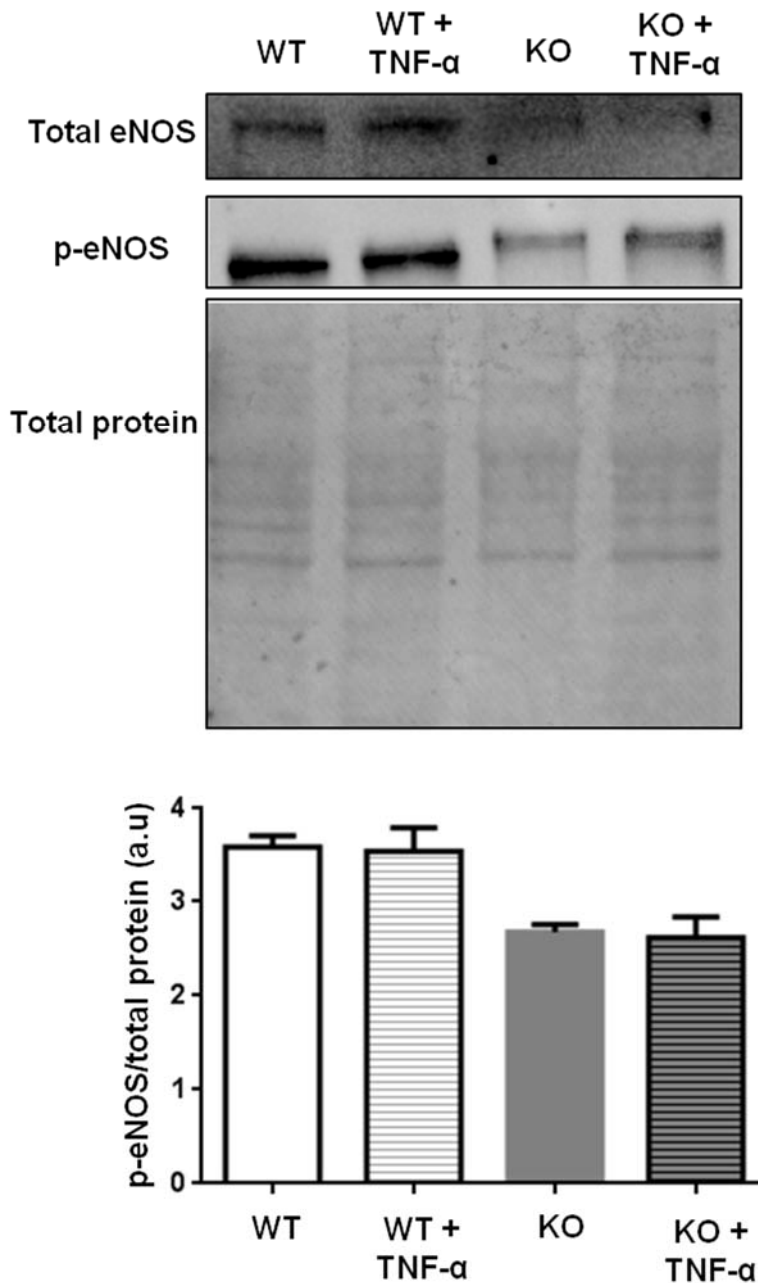 WT
WT +
TNF-α
KO
KO +
TNF-α
Total eNOS
p-eNOS
Total protein
p-eNOS/total protein (a.u)
4
3
2
1
0
WT
WT +
TNF-α
KO
KO +
TNF-α